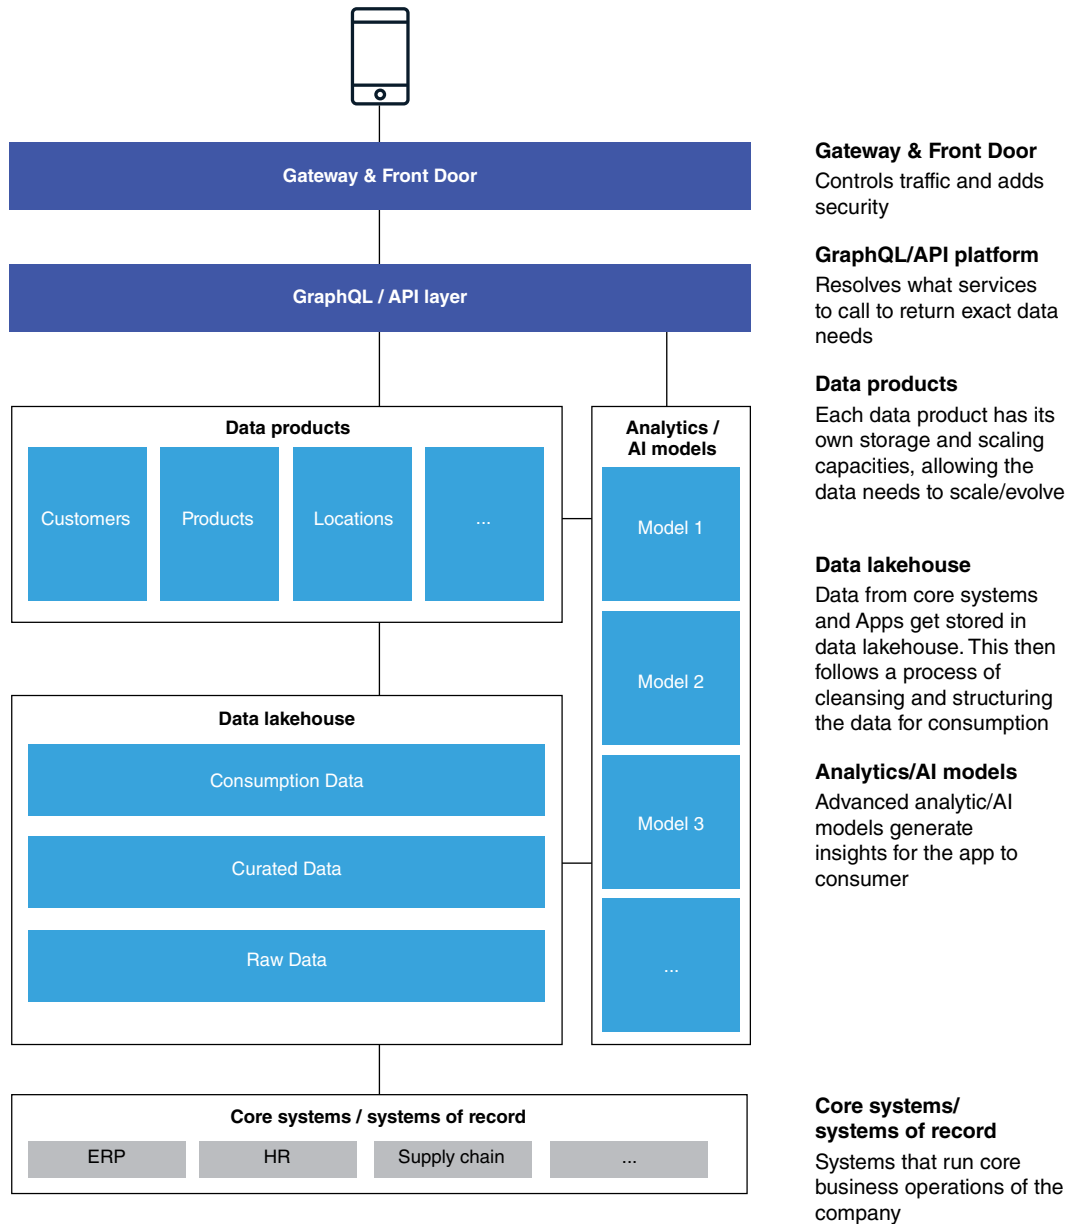 Gateway & Front Door
GraphQL / API layer
Data products
Customers
Products
Locations
...
Analytics /
AI models
Model 1
Model 2
Model 3
...
Data lakehouse
Consumption Data
Curated Data
Raw Data
Core systems / systems of record
ERP
HR
Supply chain
...
Gateway & Front Door
Controls traffic and adds
security
GraphQL/API platform
Resolves what services
to call to return exact data
needs
Data products
Each data product has its
own storage and scaling
capacities, allowing the
data needs to scale/evolve
Data lakehouse
Data from core systems
and Apps get stored in
data lakehouse. This then
follows a process of
cleansing and structuring
the data for consumption
Analytics/AI models
Advanced analytic/AI
models generate
insights for the app to
consumer
Core systems/
systems of record
Systems that run core
business operations of the
company